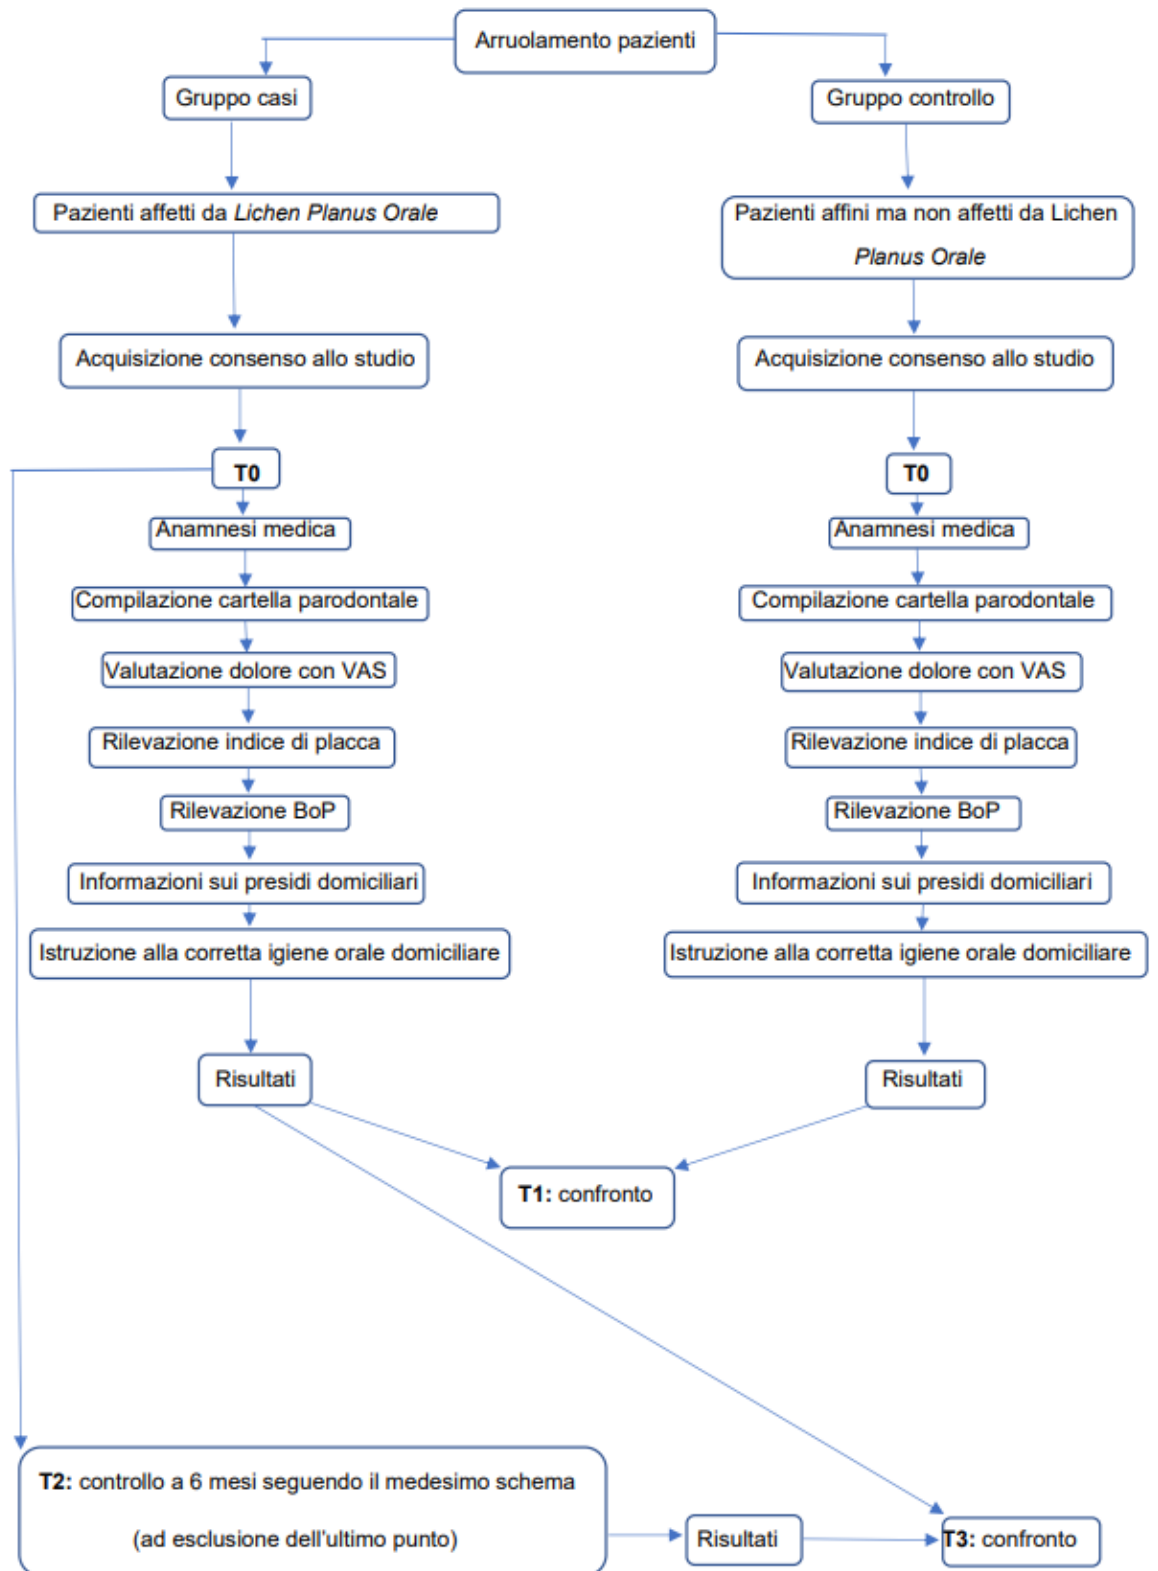 Arruolamento pazienti
Gruppo casi
Gruppo controllo
Pazienti affetti da Lichen Planus Orale
Pazienti affini ma non affetti da Lichen
Planus Orale
Acquisizione consenso allo studio
Acquisizione consenso allo studio
T0
T0
Anamnesi medica
Anamnesi medica
Compilazione cartella parodontale
Compilazione cartella parodontale
Valutazione dolore con VAS
Valutazione dolore con VAS
Rilevazione indice di placca
Rilevazione indice di placca
Rilevazione BoP
Rilevazione BoP
Informazioni sui presidi domiciliari
Informazioni sui presidi domiciliari
Istruzione alla corretta igiene orale domiciliare
Istruzione alla corretta igiene orale domiciliare
Risultati
Risultati
T1: confronto
T2: controllo a 6 mesi seguendo il medesimo schema
(ad esclusione dell'ultimo punto)
Risultati
T3: confronto